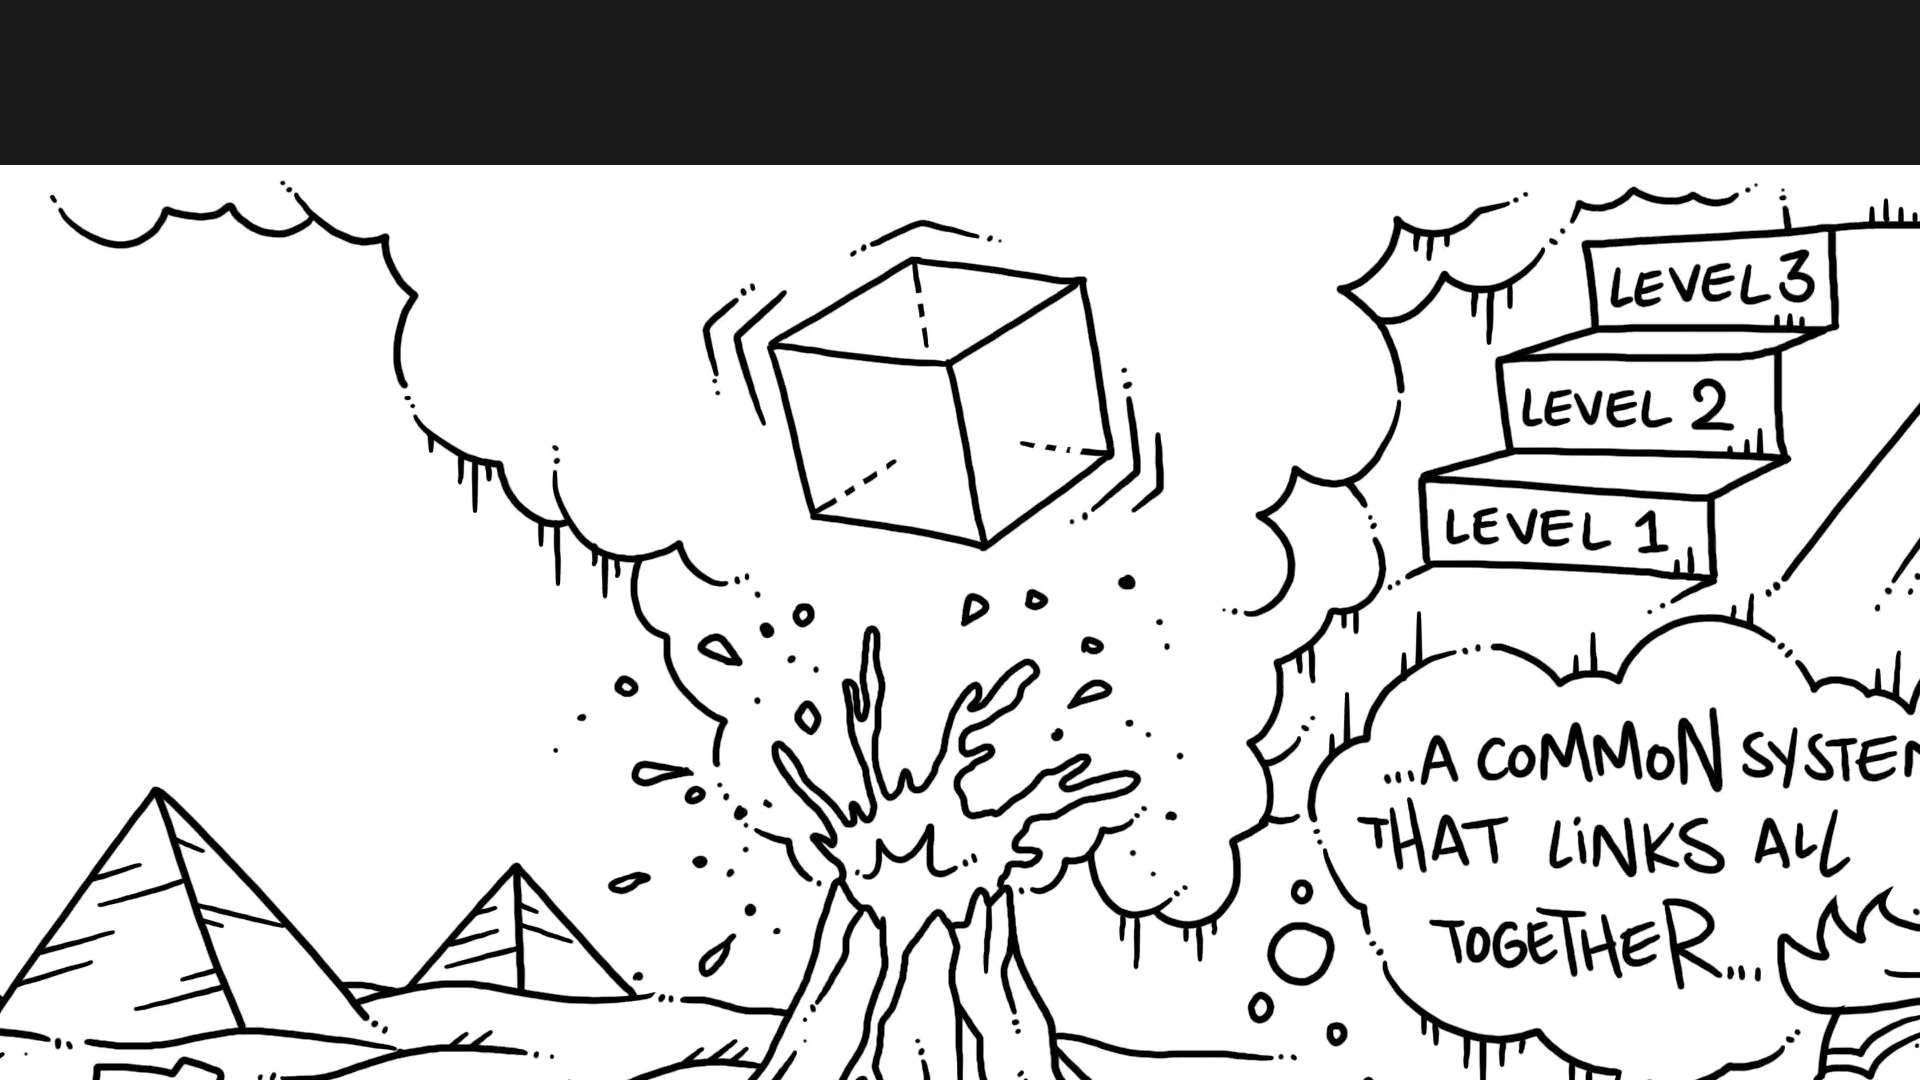 LEVEL 3
LEVEL 2
LEVEL 1
...A COMMON SYSTEM
THAT LINKS ALL
TOGETHER...